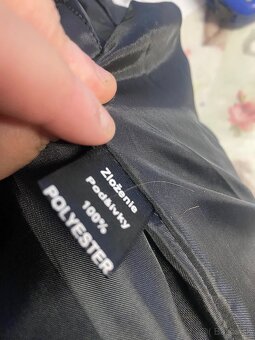 Zloženie
Podšívky
100%
POLYESTER